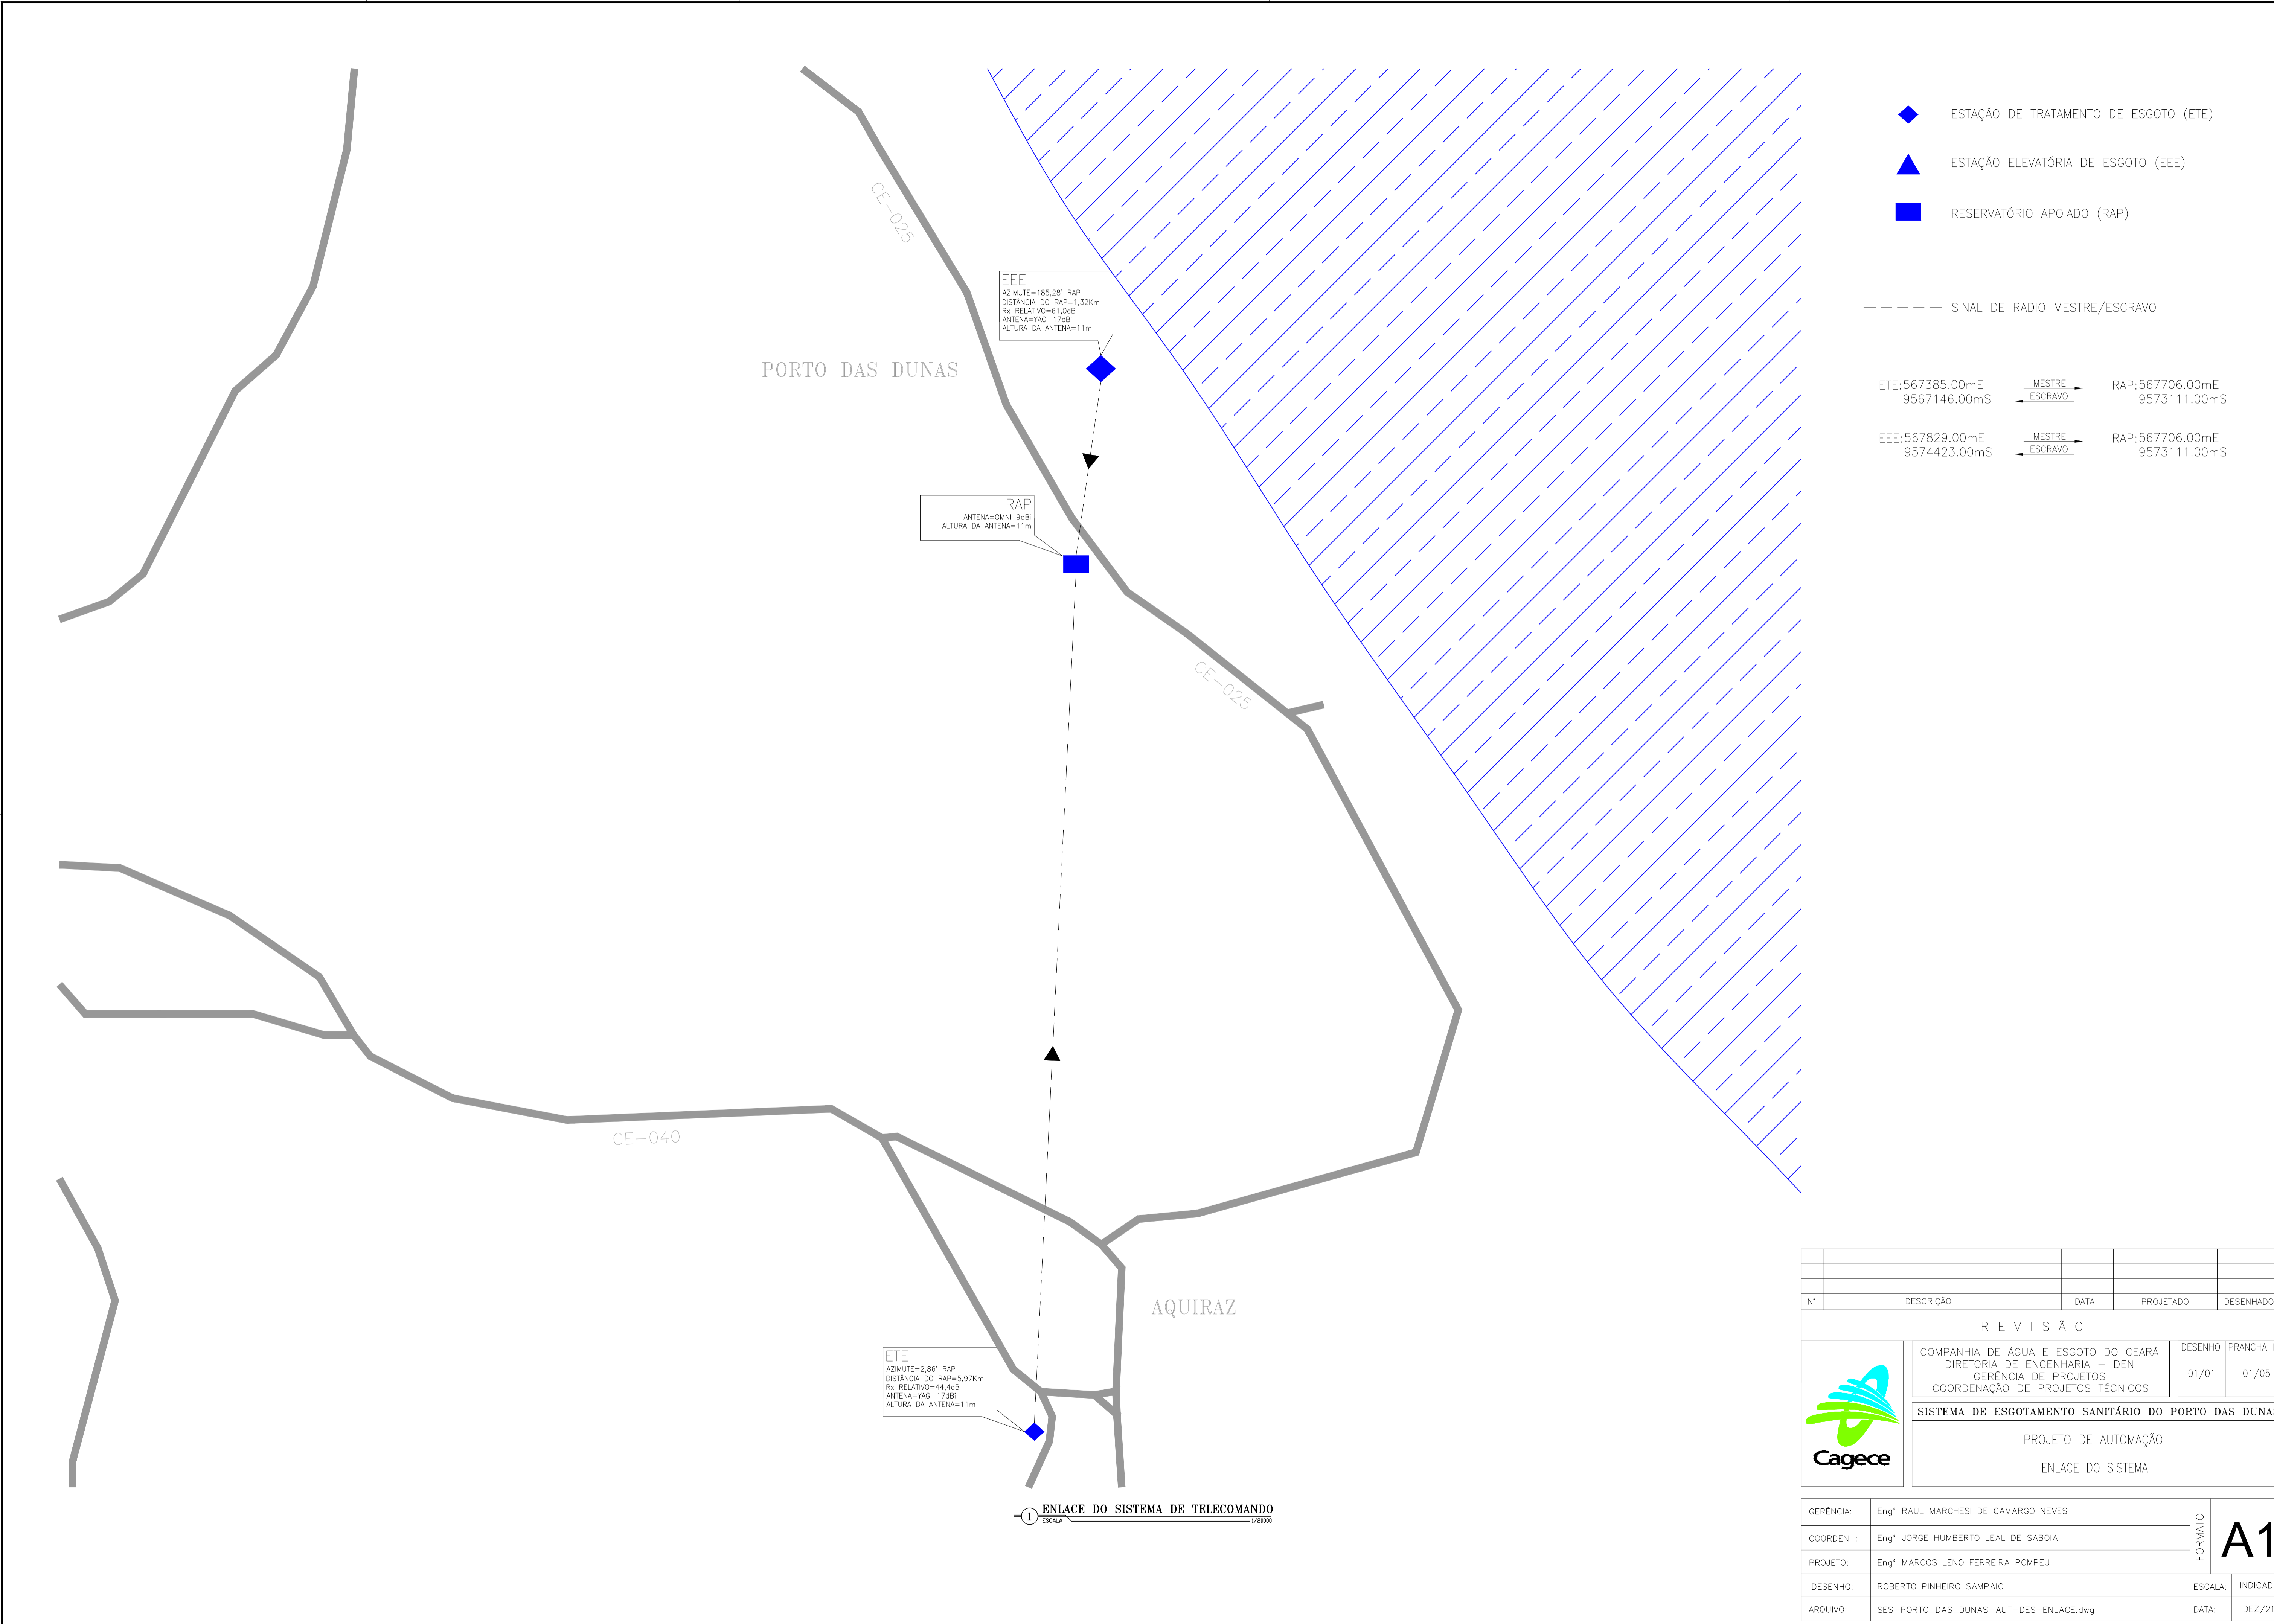 ESTAÇÃO DE TRATAMENTO DE ESGOTO (ETE)
ESTAÇÃO ELEVATÓRIA DE ESGOTO (EEE)
RESERVATÓRIO APOIADO (RAP)
SINAL DE RADIO MESTRE/ESCRAVO
ETE:567385.00mE MESTRE RAP:567706.00mE
9567146.00mS ESCRAVO 9573111.00mS
EEE:567829.00mE MESTRE RAP:567706.00mE
9574423.00mS ESCRAVO 9573111.00mS
CE-025
EEE
AZIMUTE=185,28° RAP
DISTÂNCIA DO RAP=1,32Km
Rx RELATIVO=61,0dB
ANTENA=YAGI 17dBi
ALTURA DA ANTENA=11m
PORTO DAS DUNAS
RAP
ANTENA=OMNI 9dBi
ALTURA DA ANTENA=11m
CE-025
CE-040
AQUIRAZ
ETE
AZIMUTE=2,86° RAP
DISTÂNCIA DO RAP=5,97Km
Rx RELATIVO=44,4dB
ANTENA=YAGI 17dBi
ALTURA DA ANTENA=11m
1 ENLACE DO SISTEMA DE TELECOMANDO
ESCALA 1/20000
N° DESCRIÇÃO DATA PROJETADO DESENHADO
REVISÃO
COMPANHIA DE ÁGUA E ESGOTO DO CEARÁ
DIRETORIA DE ENGENHARIA - DEN
GERÊNCIA DE PROJETOS
COORDENAÇÃO DE PROJETOS TÉCNICOS
DESENHO PRANCHA
01/01 01/05
Cagece
SISTEMA DE ESGOTAMENTO SANITÁRIO DO PORTO DAS DUNAS
PROJETO DE AUTOMAÇÃO
ENLACE DO SISTEMA
GERÊNCIA: Engº RAUL MARCHESI DE CAMARGO NEVES
COORDEN : Engº JORGE HUMBERTO LEAL DE SABOIA
PROJETO: Engº MARCOS LENO FERREIRA POMPEU
DESENHO: ROBERTO PINHEIRO SAMPAIO
ARQUIVO: SES-PORTO_DAS_DUNAS-AUT-DES-ENLACE.dwg
FORMATO A1
ESCALA: INDICAD
DATA: DEZ/21